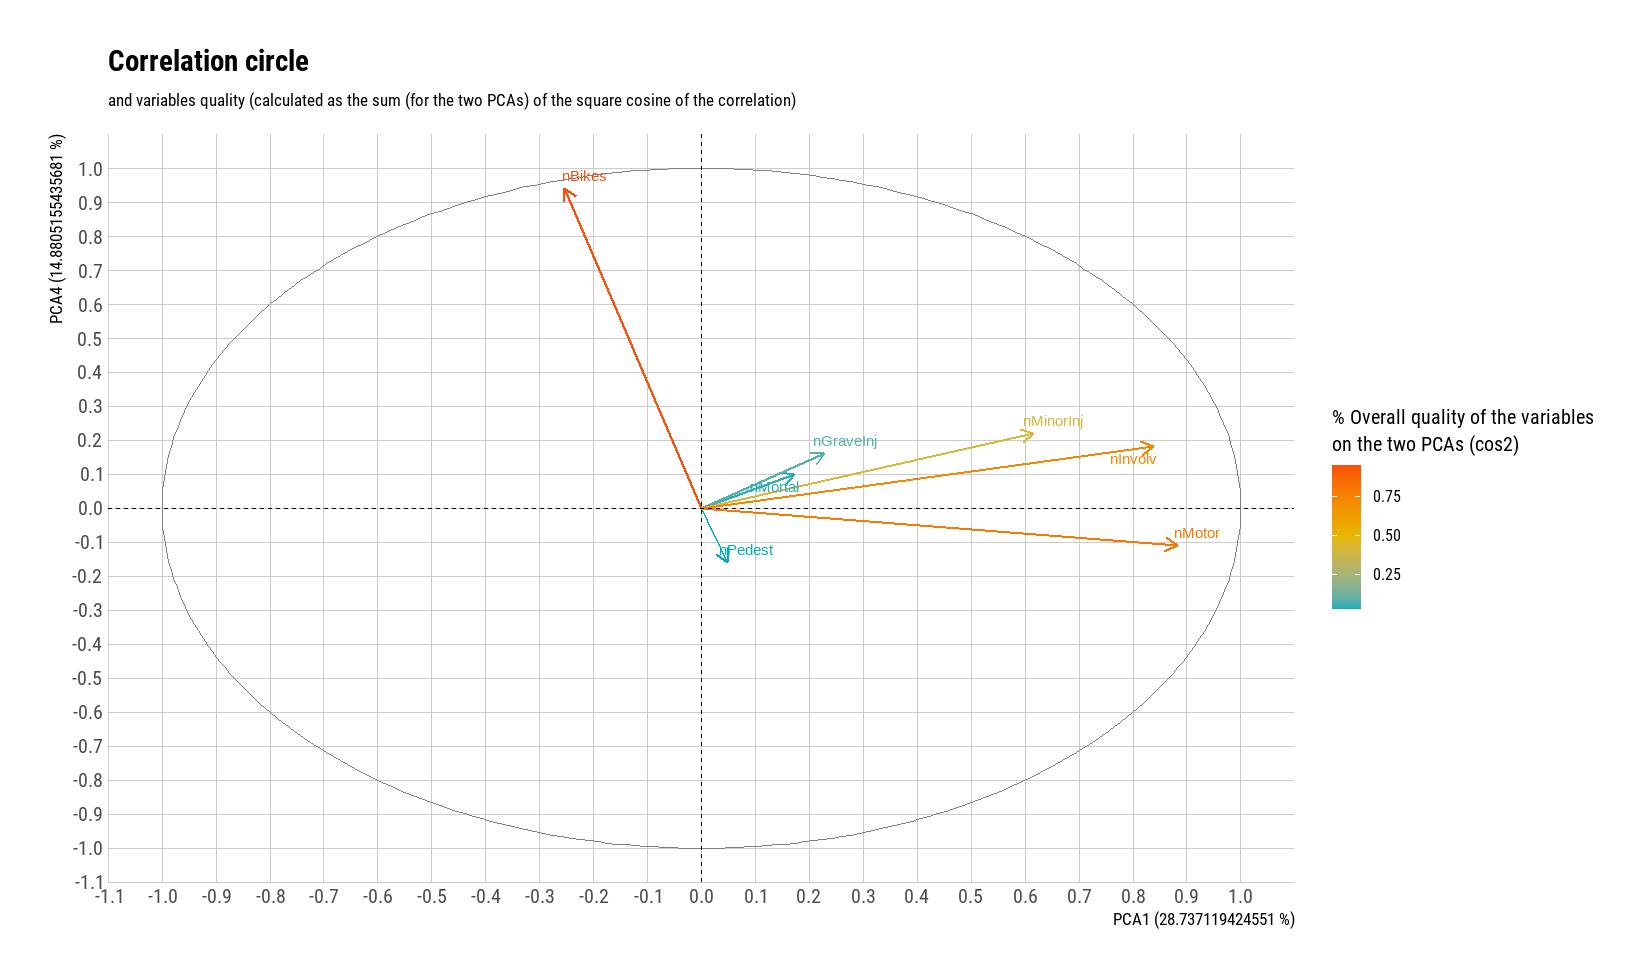 Correlation circle
and variables quality (calculated as the sum (for the two PCAs) of the square cosine of the correlation)
PCA4 (14.8805155435681 %)
1.0
0.9
0.8
0.7
0.6
0.5
0.4
0.3
0.2
0.1
0.0
-0.1
-0.2
-0.3
-0.4
-0.5
-0.6
-0.7
-0.8
-0.9
-1.0
-1.1
nBikes
nMinorInj
nGraveInj
nInvolv
nMortal
nMotor
nPedest
-1.1 -1.0 -0.9 -0.8 -0.7 -0.6 -0.5 -0.4 -0.3 -0.2 -0.1 0.0 0.1 0.2 0.3 0.4 0.5 0.6 0.7 0.8 0.9 1.0
PCA1 (28.737119424551 %)
% Overall quality of the variables
on the two PCAs (cos2)
0.75
0.50
0.25